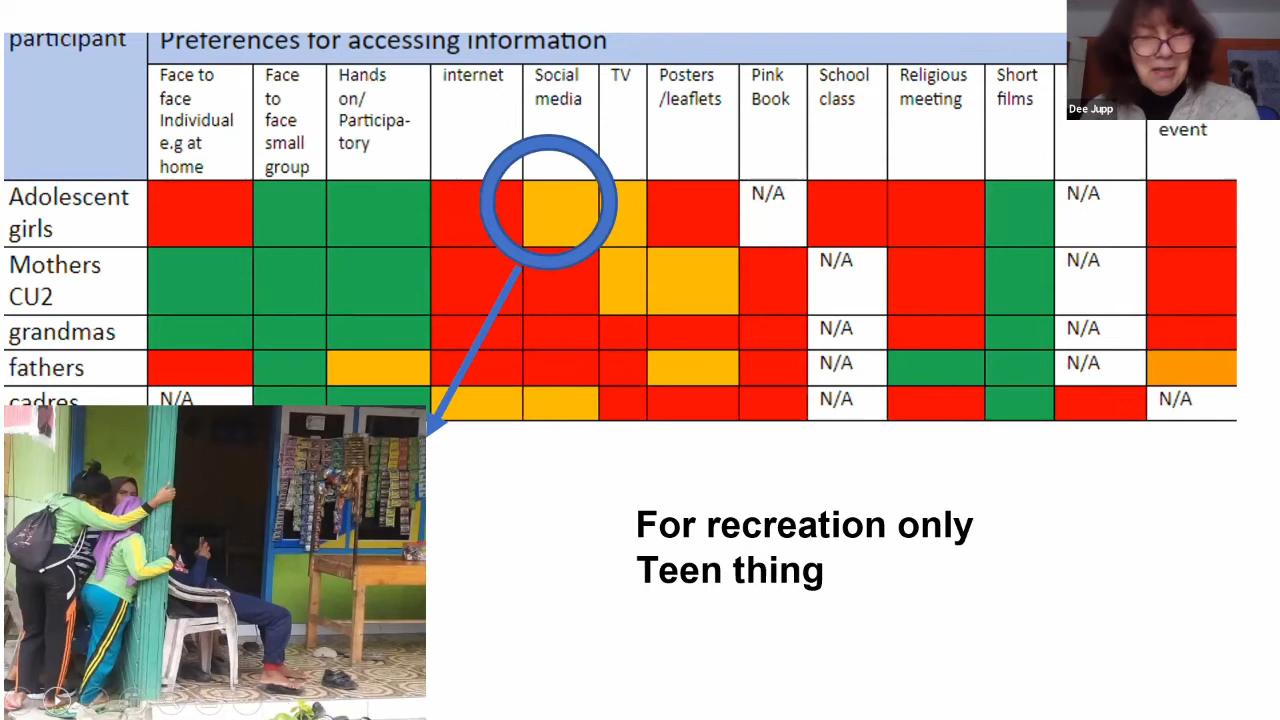 participant
Preferences for accessing information
Face to
face
Individual
e.g at
home
Face
to
face
small
group
Hands
on/
Participa-
tory
internet
Social
media
TV
Posters
/leaflets
Pink
Book
School
class
Religious
meeting
Short
films
event
Dee Jupp
Adolescent
girls
N/A
N/A
Mothers
CU2
N/A
N/A
grandmas
N/A
N/A
fathers
N/A
N/A
cadres
N/A
N/A
N/A
For recreation only
Teen thing